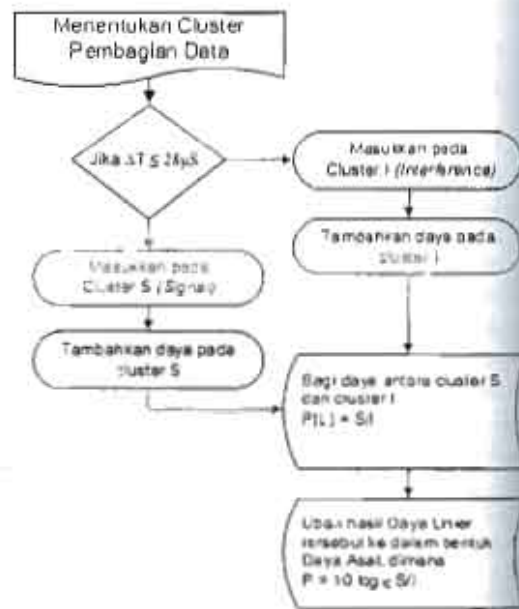 Menentukan Cluster
Pembagian Data
Jika ΔT ≤ 28µS
Masukkan pada
Cluster I (Interference)
Tambahkan daya pada
cluster I
Masukkan pada
Cluster S (Signal)
Tambahkan daya pada
cluster S
Bagi daya antara cluster S
dan cluster I
P(L) = S/I
Ubah hasil Daya Linier
tersebut ke dalam bentuk
Daya Asal, dimana
P = 10 log S/I